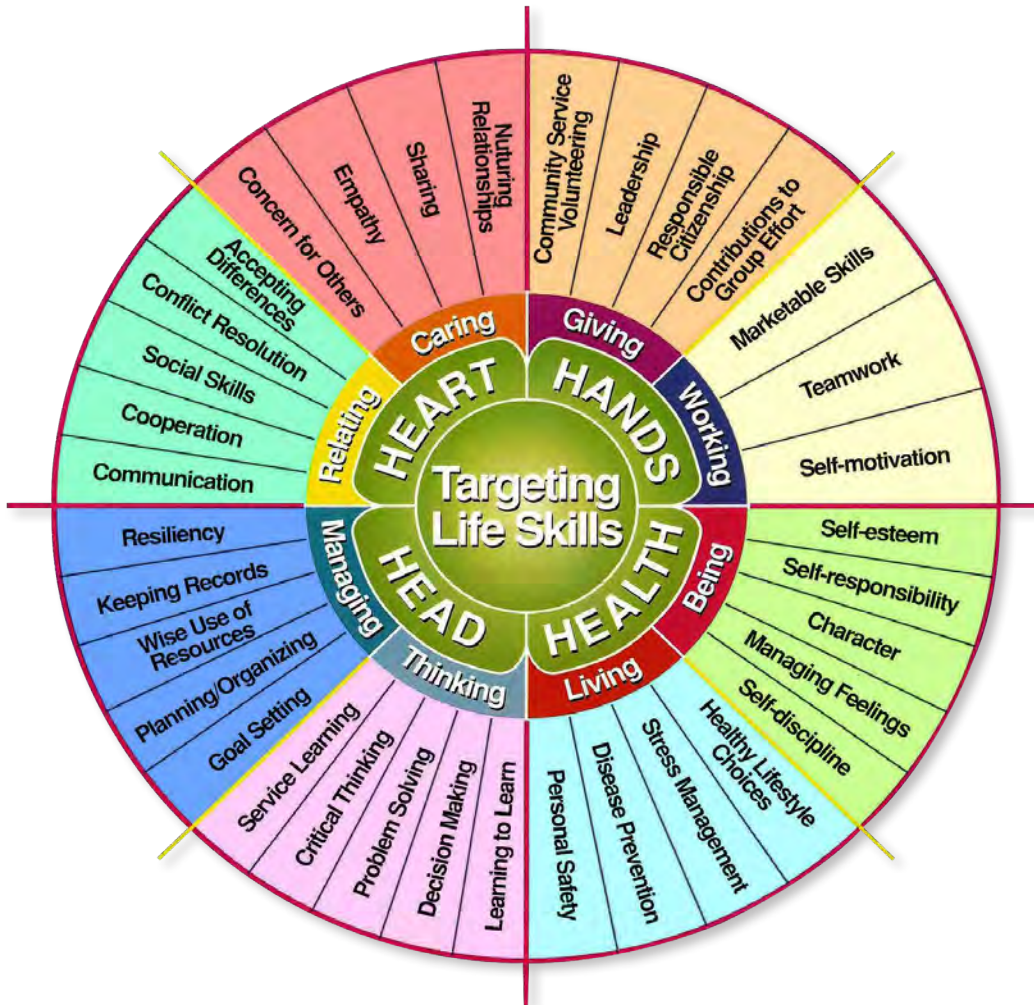 Targeting
Life Skills
HEART
HANDS
HEALTH
HEAD
Caring
Giving
Working
Being
Living
Thinking
Managing
Relating
Concern for Others
Empathy
Sharing
Nuturing
Relationships
Community Service
Volunteering
Leadership
Responsible
Citizenship
Contributions to
Group Effort
Marketable Skills
Teamwork
Self-motivation
Self-esteem
Self-responsibility
Character
Managing Feelings
Self-discipline
Healthy Lifestyle
Choices
Stress Management
Disease Prevention
Personal Safety
Learning to Learn
Decision Making
Problem Solving
Critical Thinking
Service Learning
Goal Setting
Planning/Organizing
Wise Use of
Resources
Keeping Records
Resiliency
Communication
Cooperation
Social Skills
Conflict Resolution
Accepting
Differences